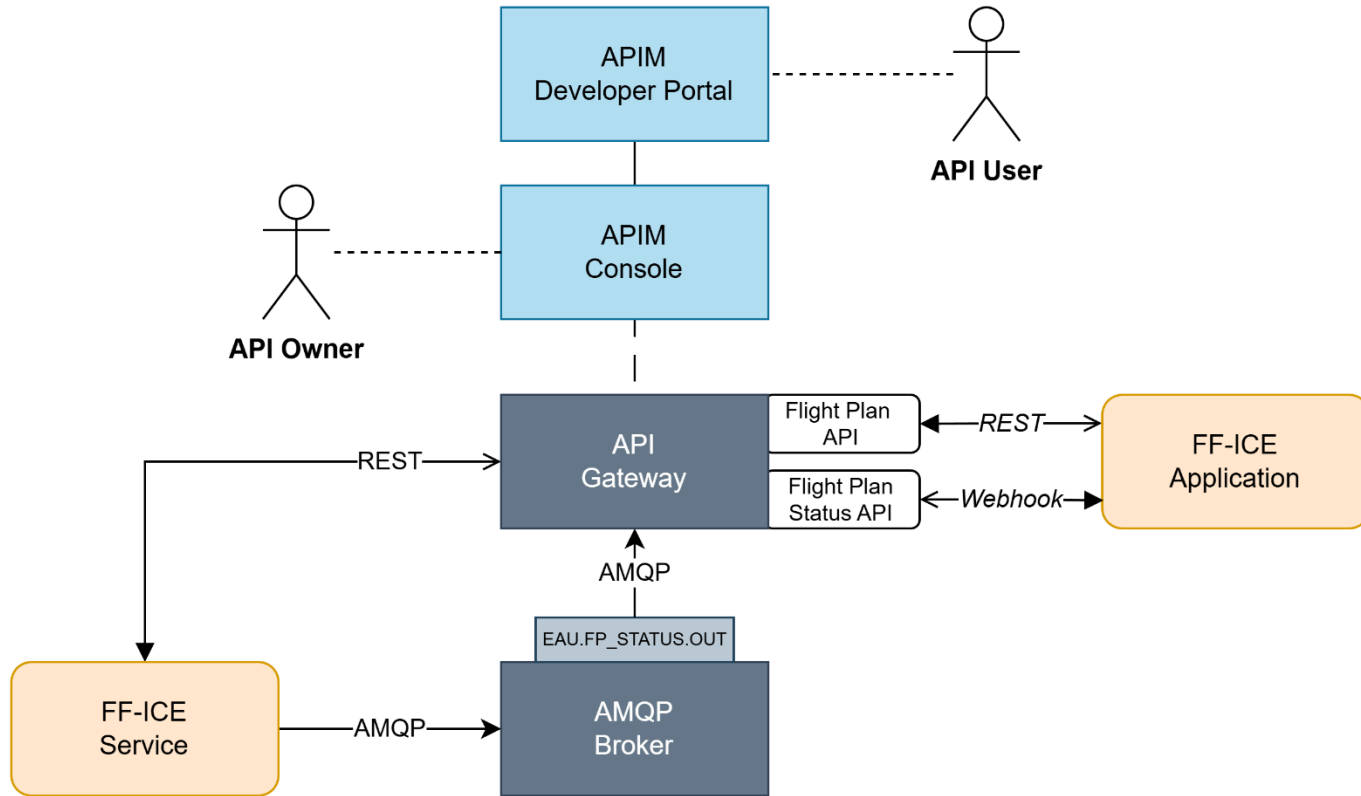 APIM
Developer Portal
API User
APIM
Console
API Owner
REST
API
Gateway
Flight Plan
API
REST
Flight Plan
Status API
Webhook
FF-ICE
Application
AMQP
EAU.FP_STATUS.OUT
FF-ICE
Service
AMQP
AMQP
Broker